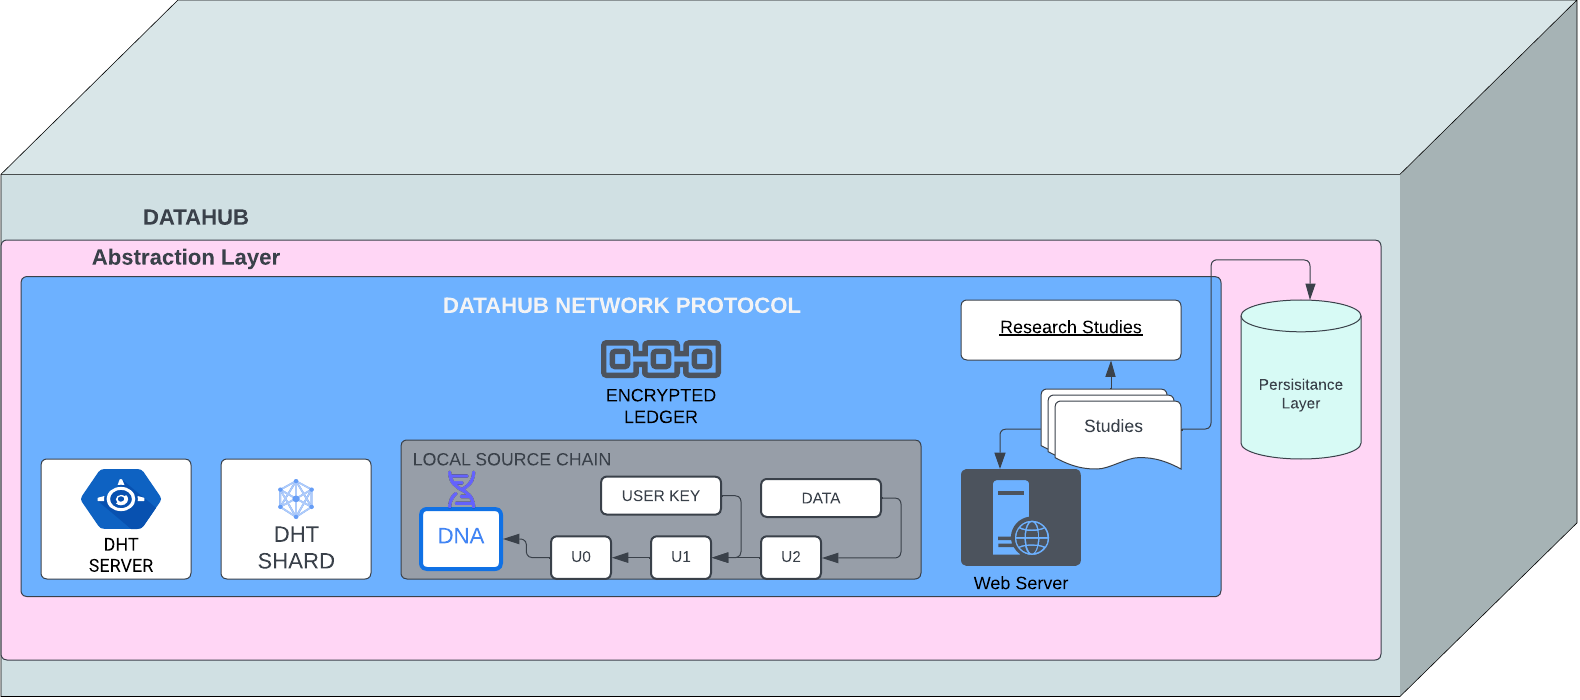 DATAHUB
Abstraction Layer
DATAHUB NETWORK PROTOCOL
Research Studies
ENCRYPTED
LEDGER
Persisitance
Layer
Studies
LOCAL SOURCE CHAIN
USER KEY
DATA
DNA
U0
U1
U2
DHT
SERVER
DHT
SHARD
Web Server